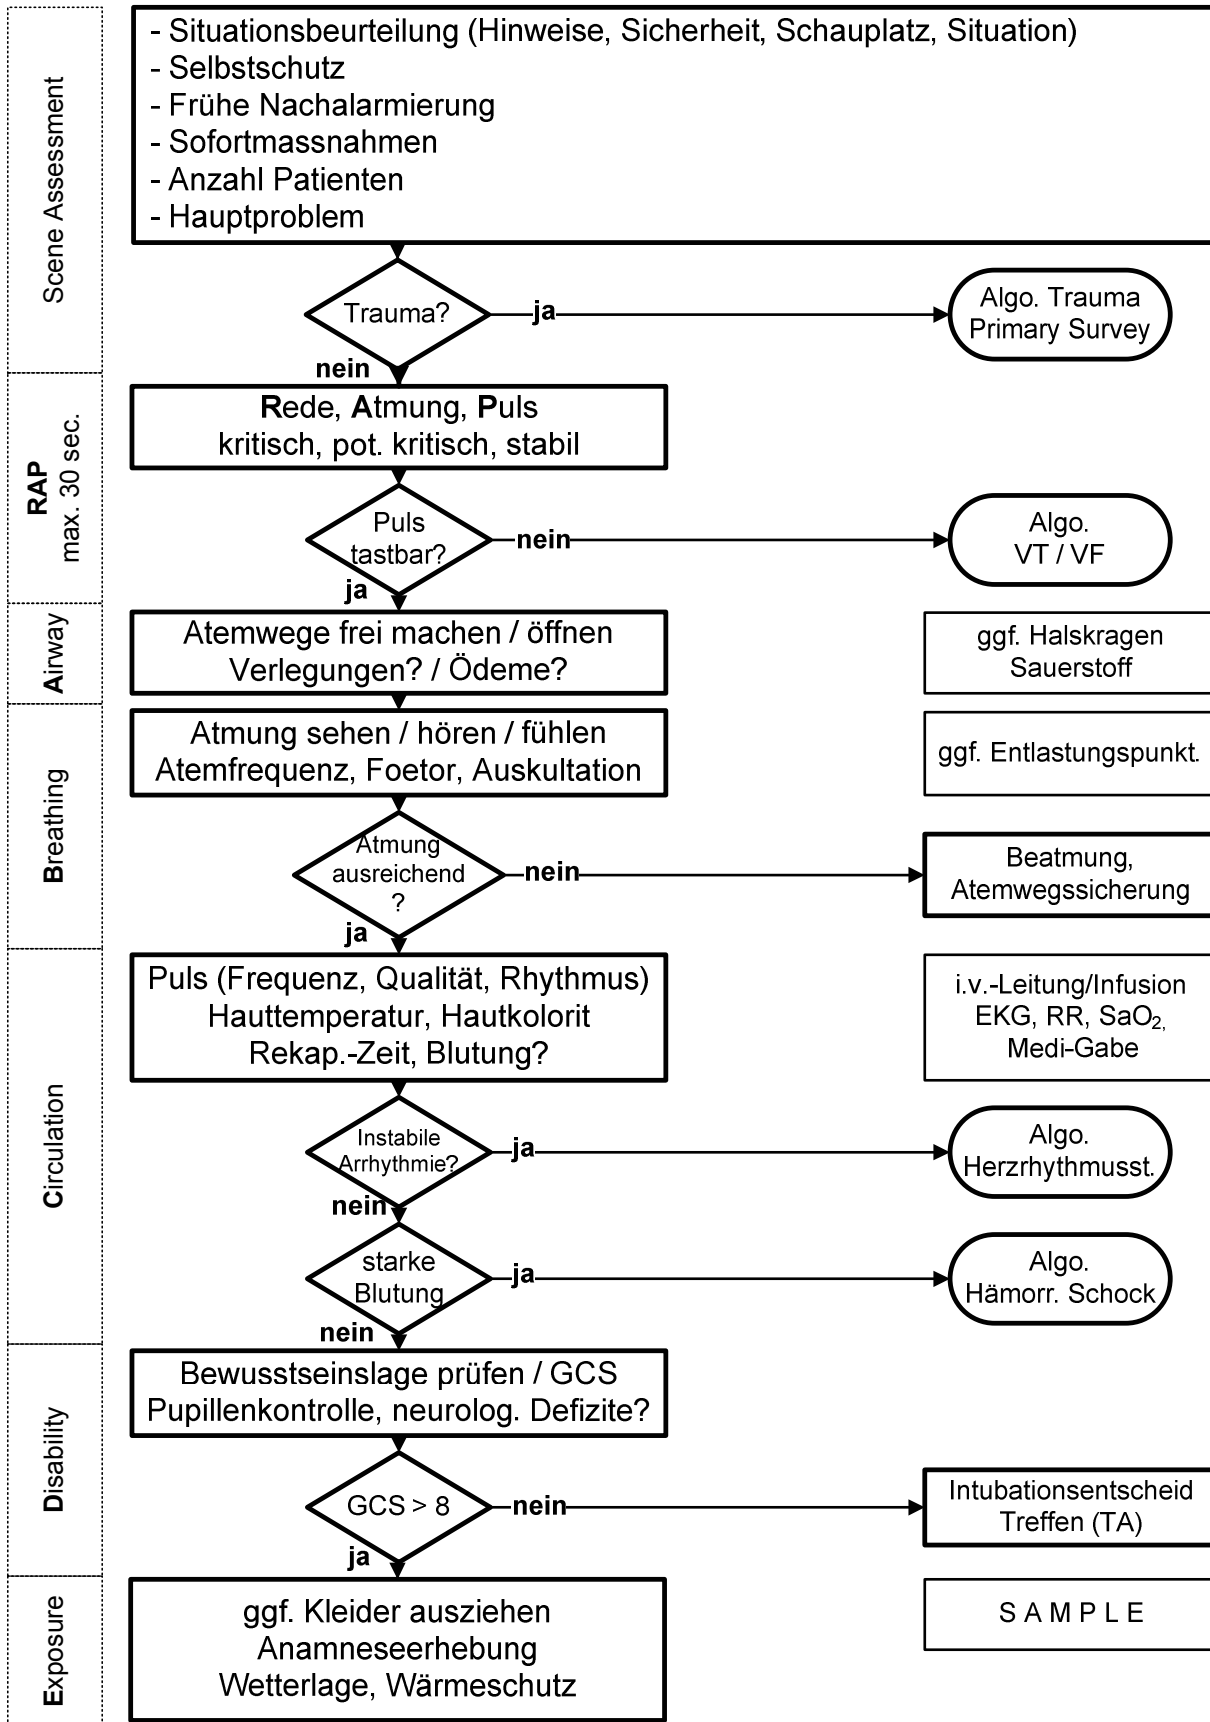 Scene Assessment
- Situationsbeurteilung (Hinweise, Sicherheit, Schauplatz, Situation)
- Selbstschutz
- Frühe Nachalarmierung
- Sofortmassnahmen
- Anzahl Patienten
- Hauptproblem
Trauma?
ja
Algo. Trauma
Primary Survey
nein
RAP
max. 30 sec.
Rede, Atmung, Puls
kritisch, pot. kritisch, stabil
Puls
tastbar?
nein
Algo.
VT / VF
ja
Airway
Atemwege frei machen / öffnen
Verlegungen? / Ödeme?
ggf. Halskragen
Sauerstoff
Breathing
Atmung sehen / hören / fühlen
Atemfrequenz, Foetor, Auskultation
ggf. Entlastungspunkt.
Atmung
ausreichend
?
nein
Beatmung,
Atemwegssicherung
ja
Circulation
Puls (Frequenz, Qualität, Rhythmus)
Hauttemperatur, Hautkolorit
Rekap.-Zeit, Blutung?
i.v.-Leitung/Infusion
EKG, RR, SaO₂,
Medi-Gabe
Instabile
Arrhythmie?
ja
Algo.
Herzrhythmusst.
nein
starke
Blutung
ja
Algo.
Hämorr. Schock
nein
Disability
Bewusstseinslage prüfen / GCS
Pupillenkontrolle, neurolog. Defizite?
GCS > 8
nein
Intubationsentscheid
Treffen (TA)
ja
Exposure
ggf. Kleider ausziehen
Anamneseerhebung
Wetterlage, Wärmeschutz
S A M P L E